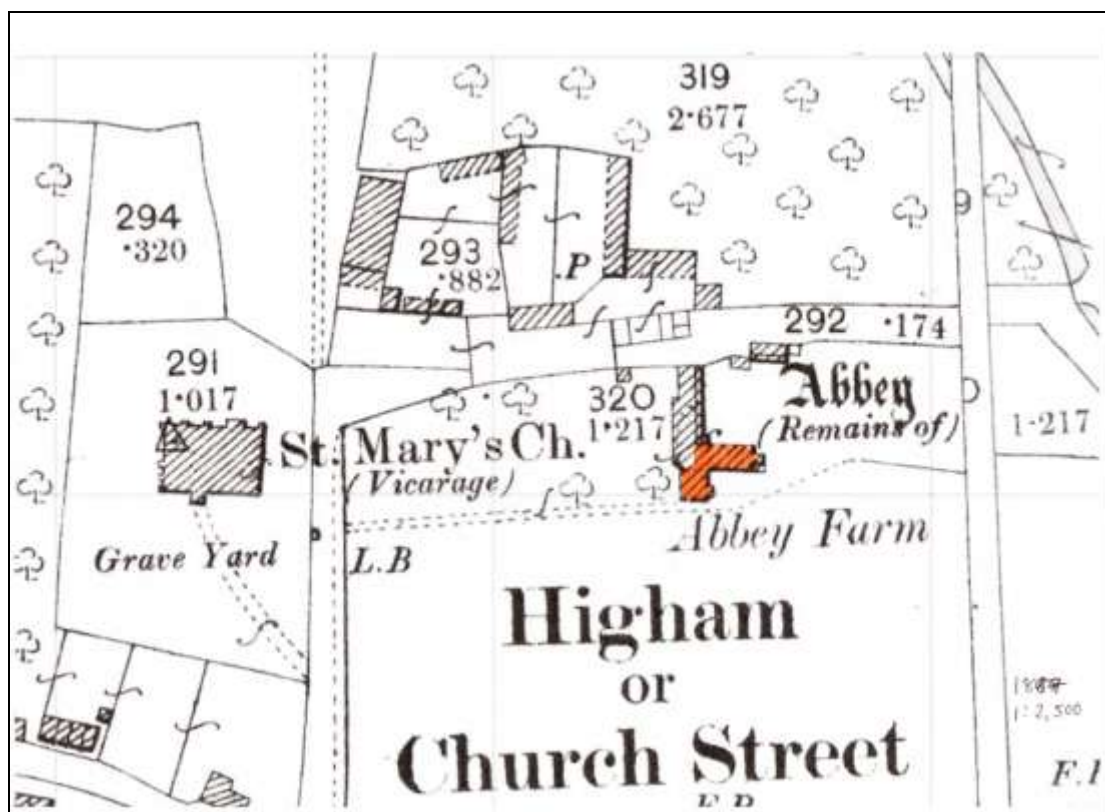 319
2·677
294
·320
293
·882
P
292 ·174
291
1·017
320
1·217
Abbey
(Remains of)
1·217
St. Mary's Ch.
(Vicarage)
Abbey Farm
Grave Yard
L.B
Higham
or
Church Street
1:2,500